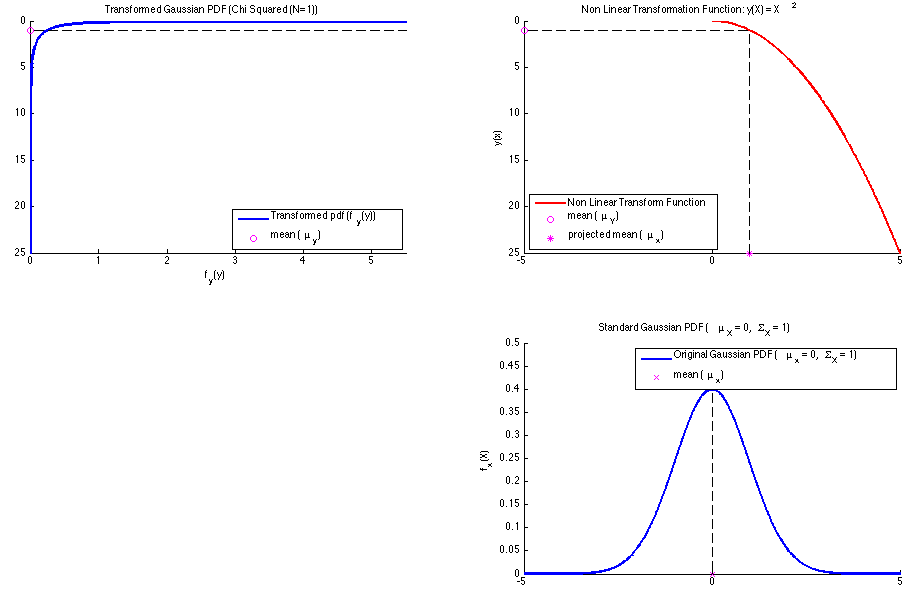 Transformed Gaussian PDF (Chi Squared (N=1))
0
5
10
15
20
25
0
1
2
3
4
5
f_y(y)
Transformed pdf (f_y(y))
mean ( μ_y)
Non Linear Transformation Function: y(X) = X ^2
0
5
10
15
20
25
-5
0
5
y(x)
Non Linear Transform Function
mean ( μ_Y)
projected mean ( μ_x)
Standard Gaussian PDF ( μ_X = 0, Σ_X = 1)
0.5
0.45
0.4
0.35
0.3
0.25
0.2
0.15
0.1
0.05
0
-5
0
5
f_x(X)
Original Gaussian PDF ( μ_x = 0, Σ_X = 1)
mean ( μ_x)